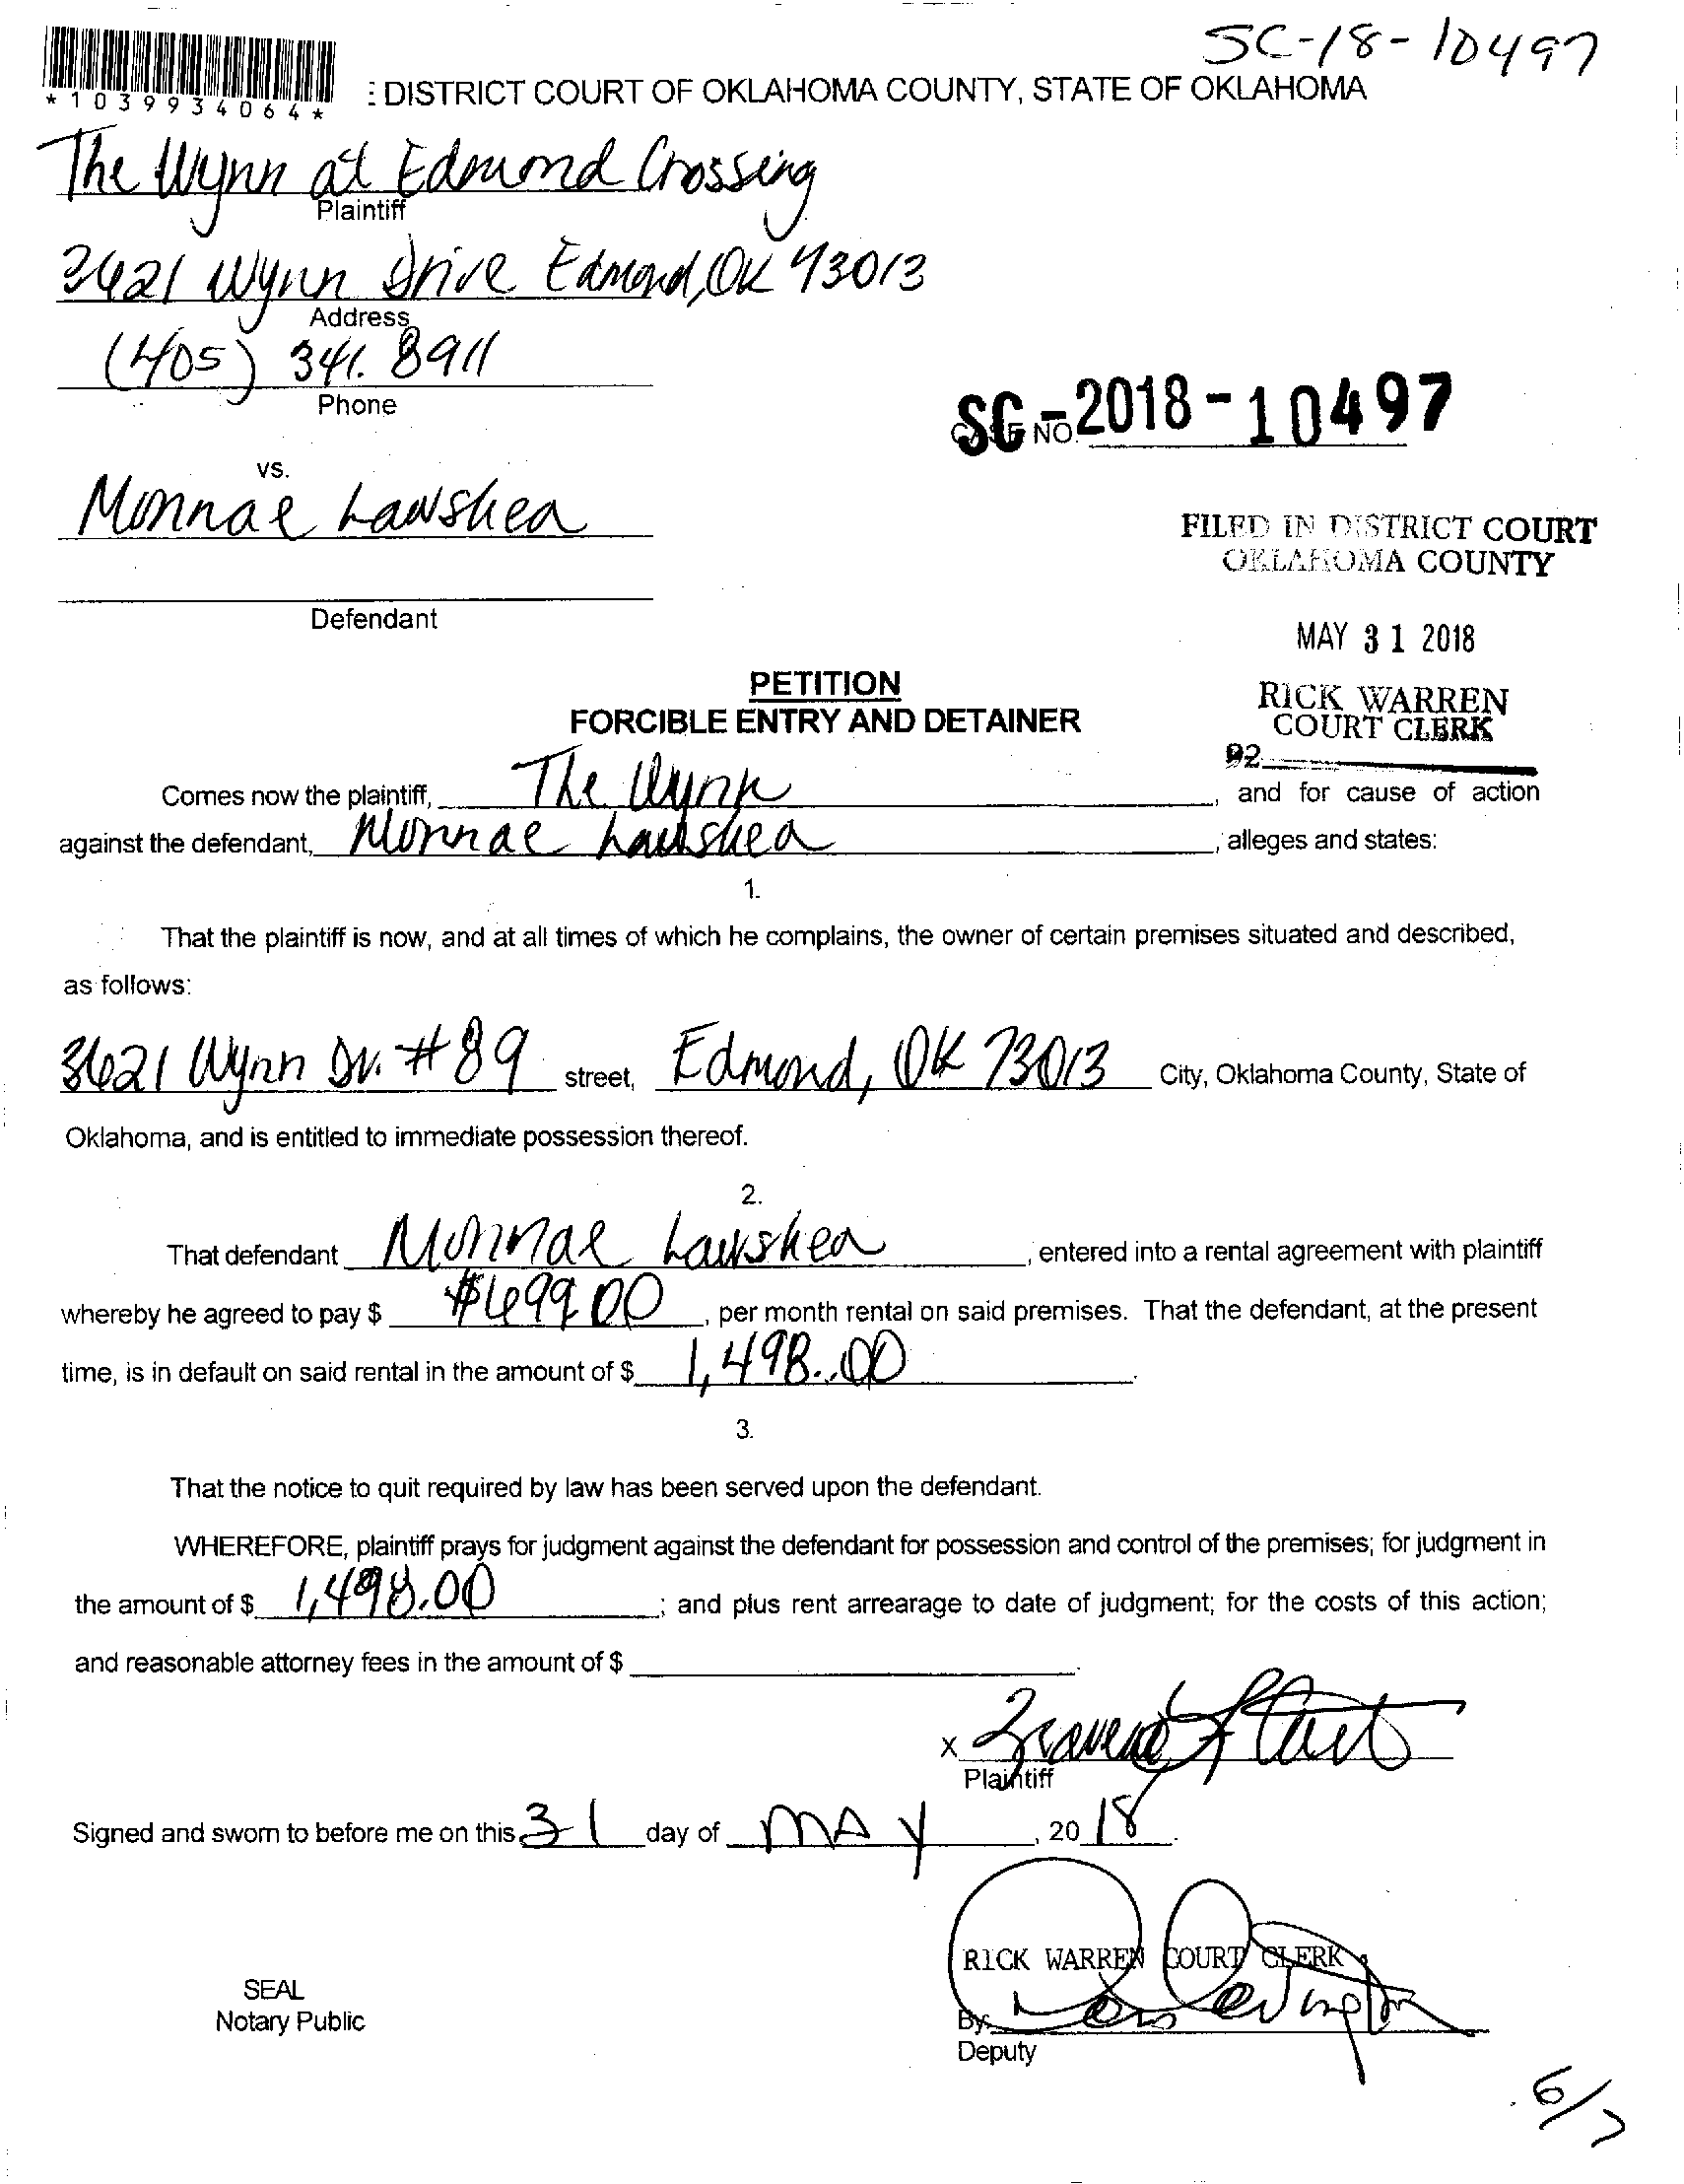 SC-18-10497
*1039934064*
: DISTRICT COURT OF OKLAHOMA COUNTY, STATE OF OKLAHOMA
The Wynn at Edmond Crossing
Plaintiff
3621 Wynn Drive Edmond, OK 73013
Address
(405) 341.8911
Phone
SC-2018-10497
NO.
vs.
Monnae Lawshea
Defendant
FILED IN DISTRICT COURT
OKLAHOMA COUNTY
MAY 31 2018
RICK WARREN
COURT CLERK
PETITION
FORCIBLE ENTRY AND DETAINER
Comes now the plaintiff, The Wynn, and for cause of action
against the defendant, Monnae Lawshea, alleges and states:
1.
That the plaintiff is now, and at all times of which he complains, the owner of certain premises situated and described,
as follows:
3621 Wynn Dr. #89 street, Edmond, OK 73013 City, Oklahoma County, State of
Oklahoma, and is entitled to immediate possession thereof.
2.
That defendant Monnae Lawshea, entered into a rental agreement with plaintiff
whereby he agreed to pay $ $699.00, per month rental on said premises. That the defendant, at the present
time, is in default on said rental in the amount of $ 1,498.00.
3.
That the notice to quit required by law has been served upon the defendant.
WHEREFORE, plaintiff prays for judgment against the defendant for possession and control of the premises; for judgment in
the amount of $ 1,498.00; and plus rent arrearage to date of judgment; for the costs of this action;
and reasonable attorney fees in the amount of $
x
Plaintiff
Signed and sworn to before me on this 31 day of MAY, 2018.
RICK WARREN COURT CLERK
SEAL
Notary Public
By
Deputy
6/7